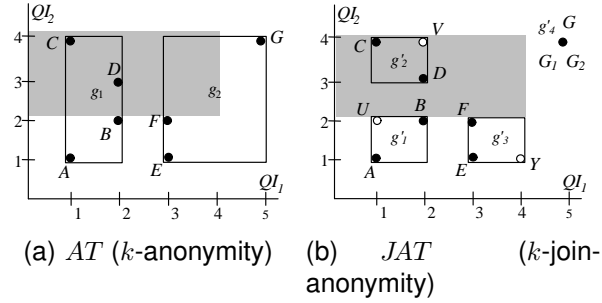 QI2
4
C
D
g1
3
B
2
1
A
G
g2
F
E
QI1
1 2 3 4 5
QI2
4
C
V
g'2
3
D
U
B
2
g'1
1
A
F
g'3
E
Y
g'4 G
G1 G2
QI1
1 2 3 4 5
(a) AT (k-anonymity)
(b) JAT (k-join-
anonymity)